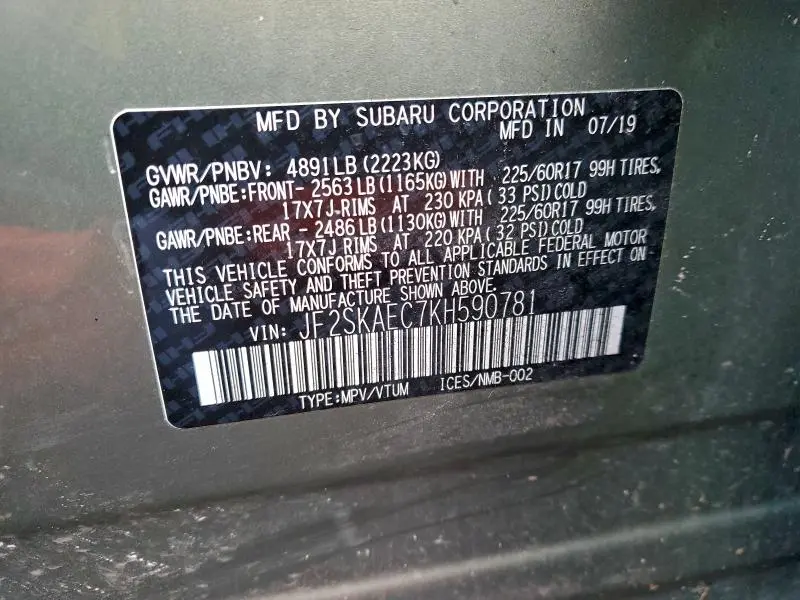 MFD BY SUBARU CORPORATION
MFD IN 07/19
GVWR/PNBV: 4891LB (2223KG)
GAWR/PNBE:FRONT- 2563LB (1165KG) WITH 225/60R17 99H TIRES,
17X7J-RIMS AT 230 KPA( 33 PSI) COLD
GAWR/PNBE:REAR - 2486LB (1130KG) WITH 225/60R17 99H TIRES,
17X7J RIMS AT 220 KPA( 32 PSI) COLD
THIS VEHICLE CONFORMS TO ALL APPLICABLE FEDERAL MOTOR
VEHICLE SAFETY AND THEFT PREVENTION STANDARDS IN EFFECT ON
THE DATE OF MANUFACTURE SHOWN ABOVE.
VIN: JF2SKAEC7KH590781
TYPE:MPV/VTUM ICES/NMB-002